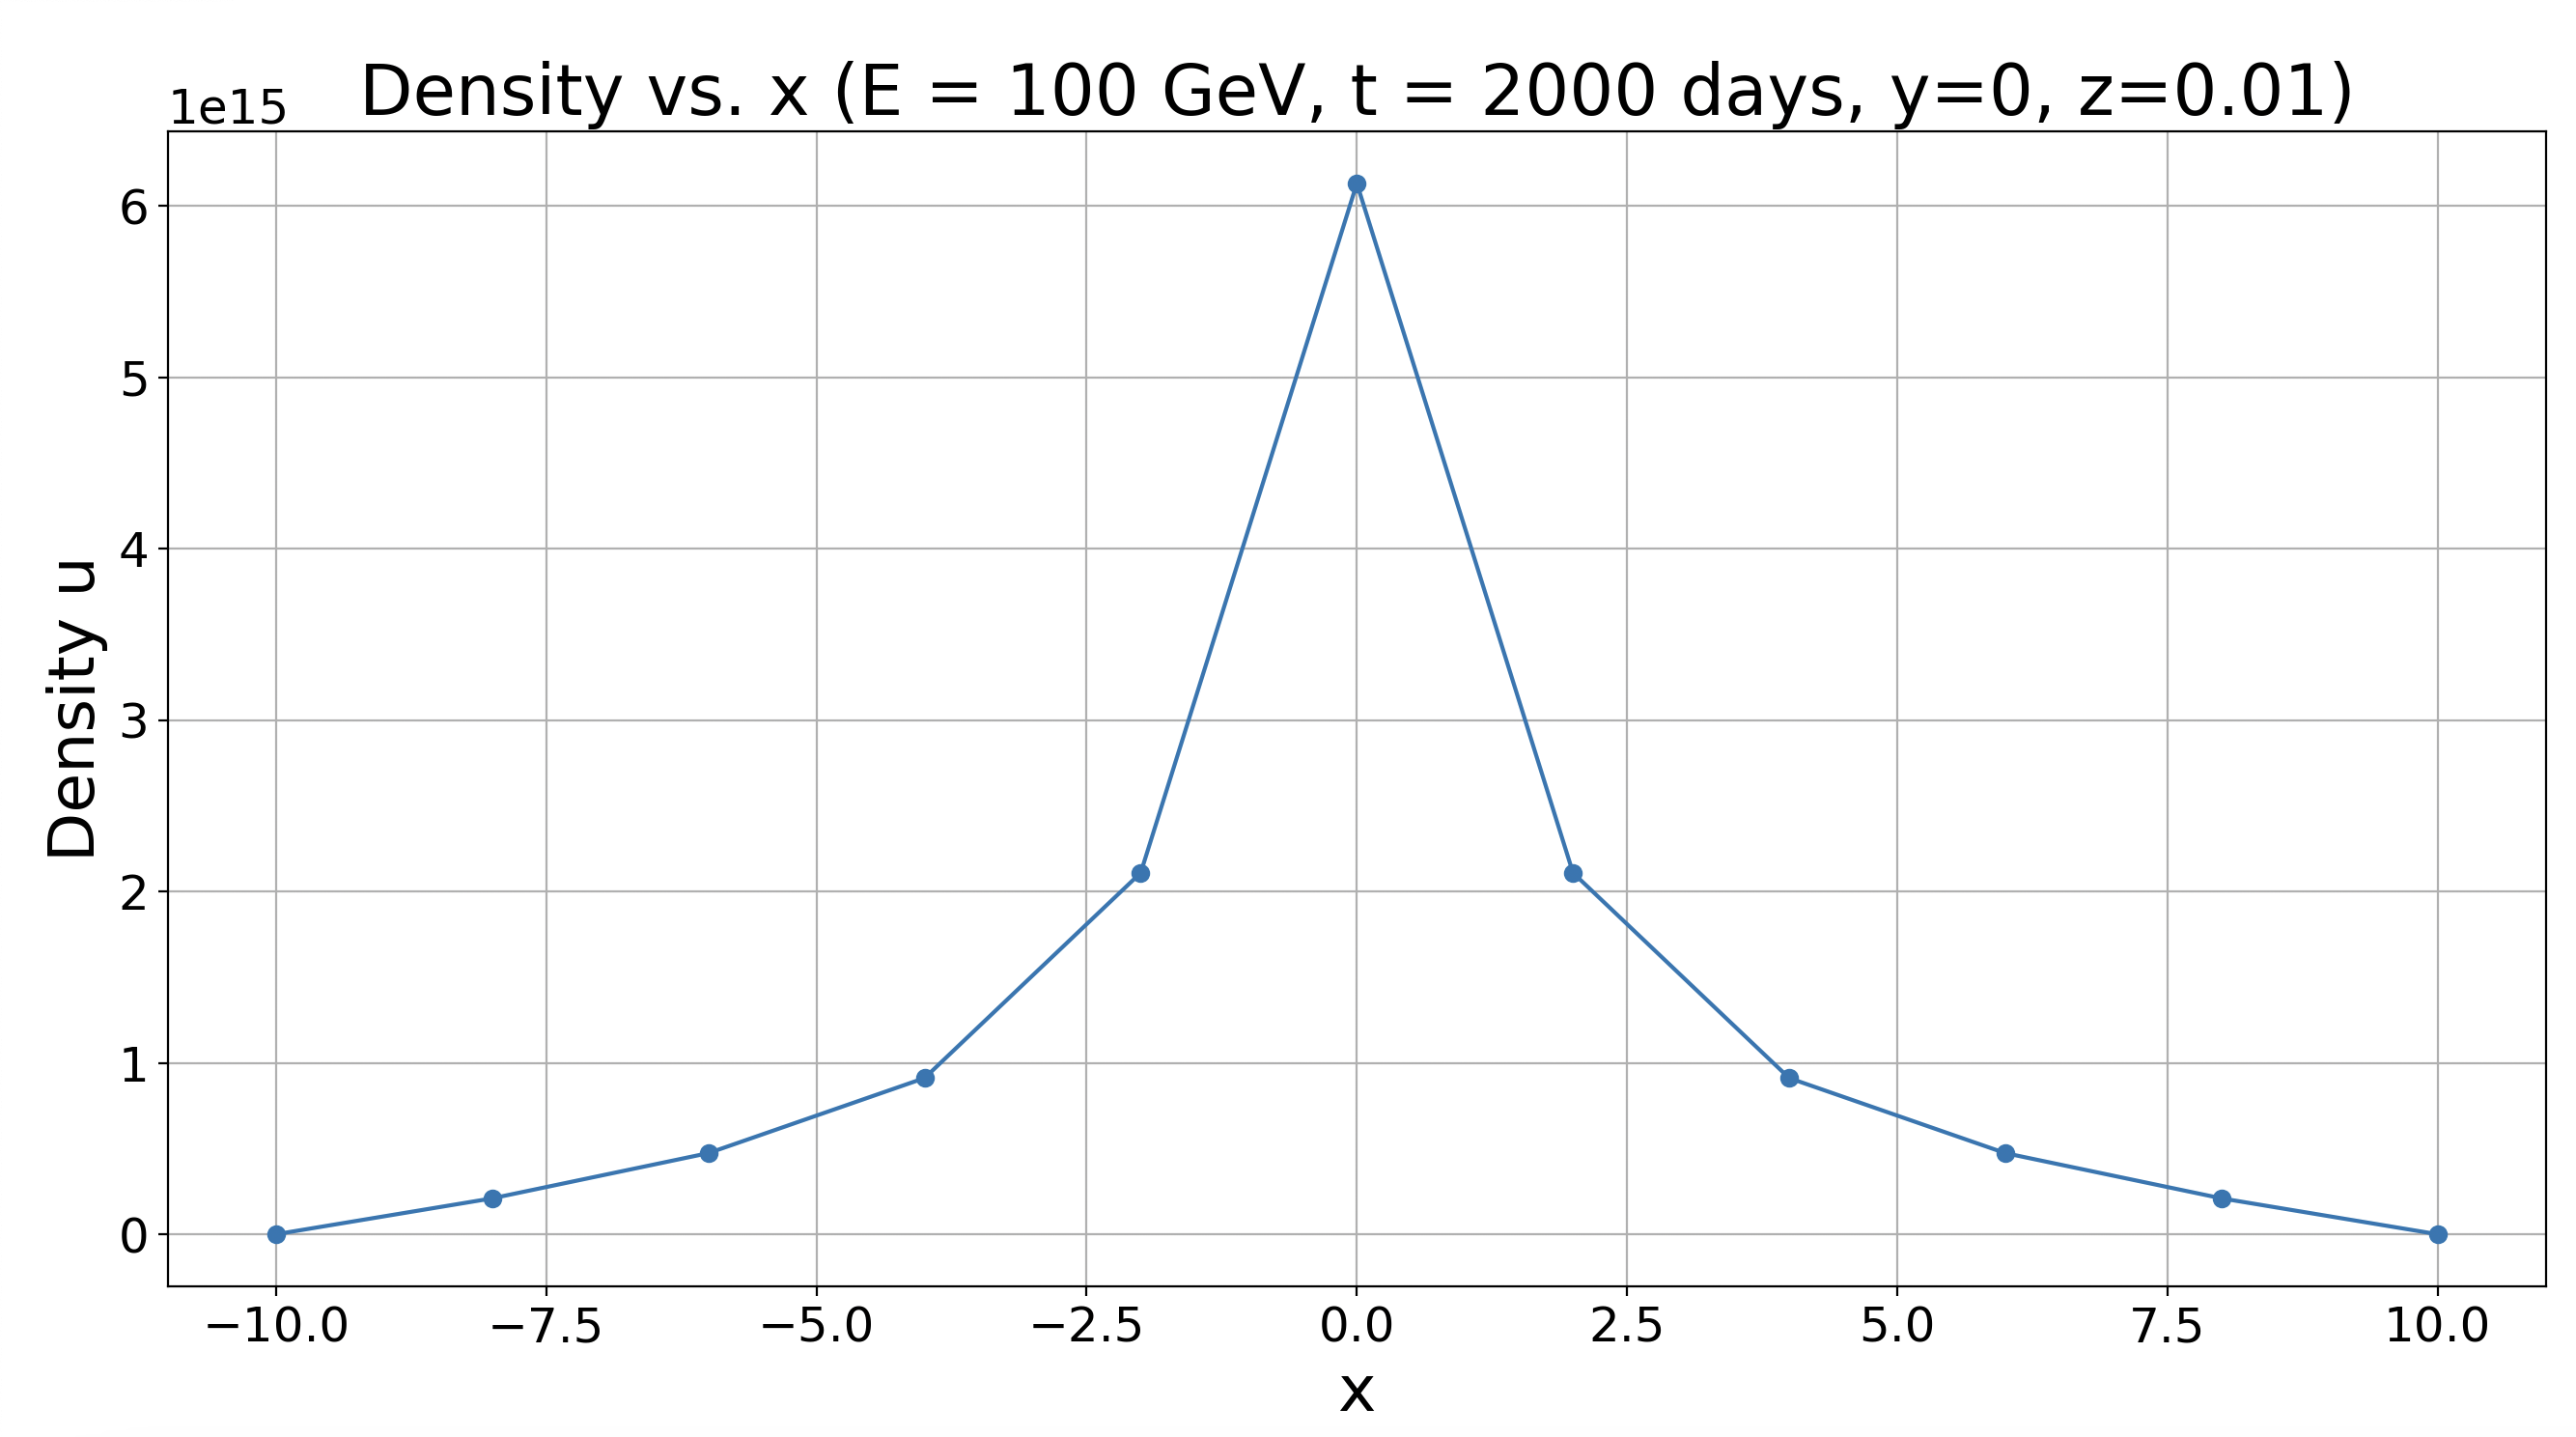 Density vs. x (E = 100 GeV, t = 2000 days, y=0, z=0.01)
1e15
6
5
4
3
2
1
0
Density u
−10.0 −7.5 −5.0 −2.5 0.0 2.5 5.0 7.5 10.0
x